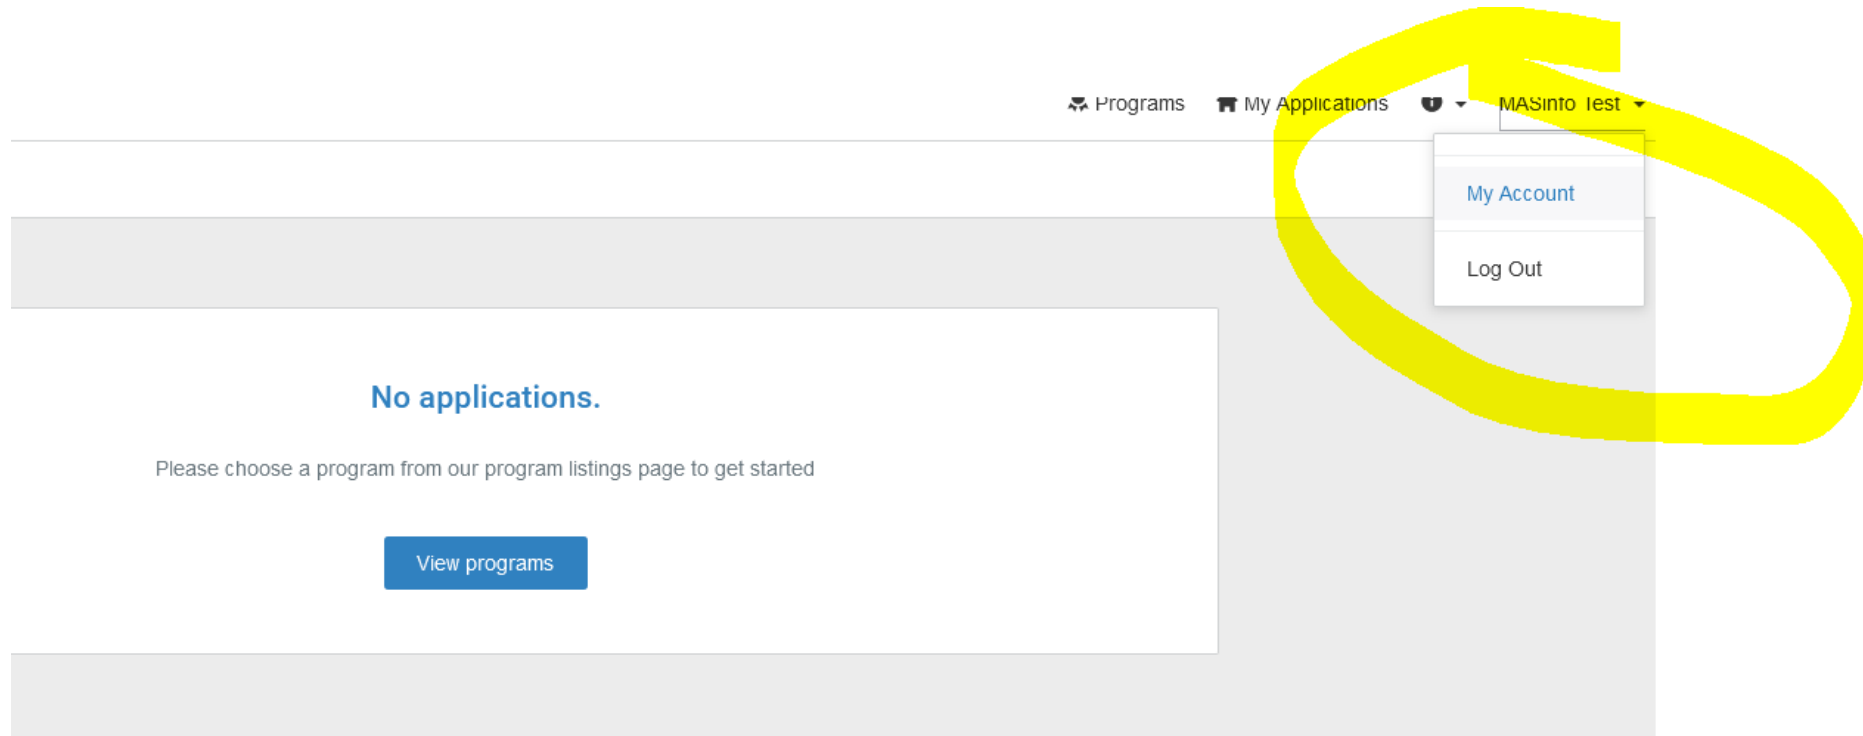 Programs My Applications MASinfo Test
My Account
Log Out
No applications.
Please choose a program from our program listings page to get started
View programs